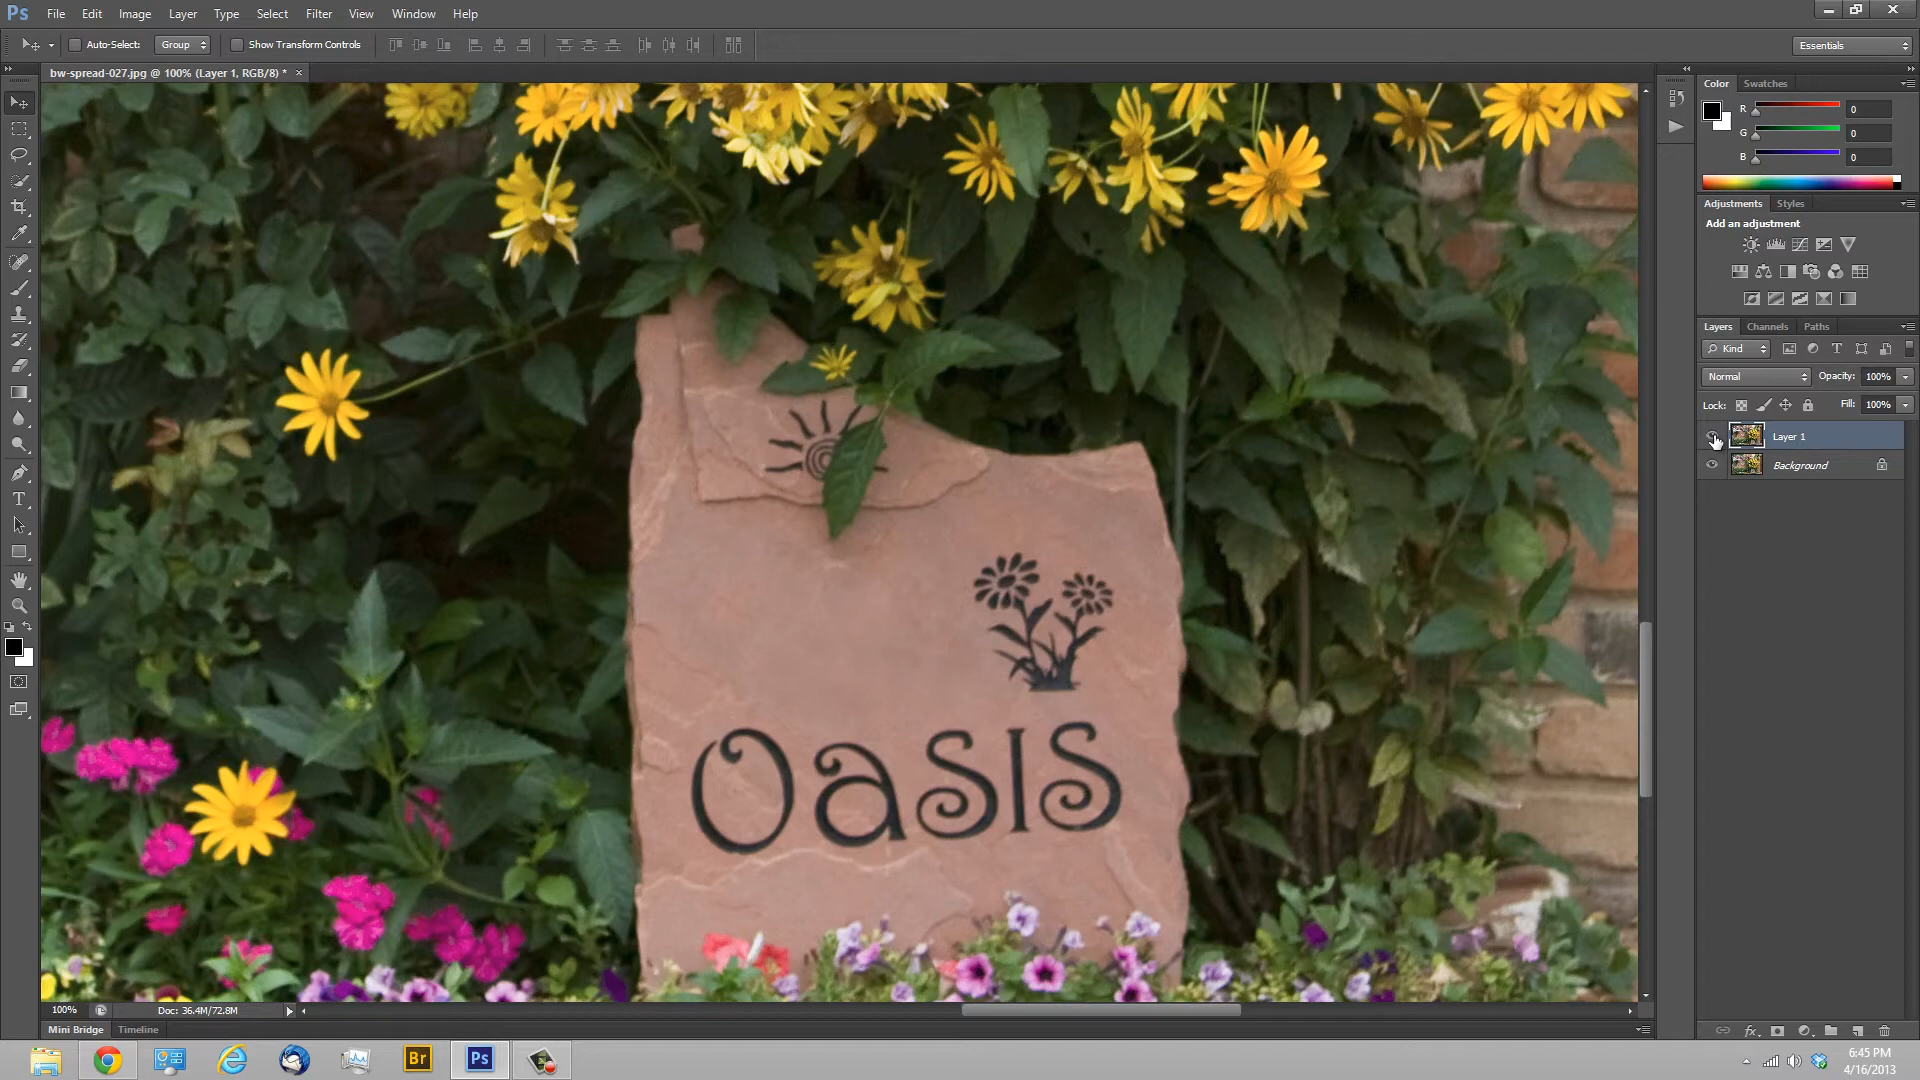 Ps File Edit Image Layer Type Select Filter View Window Help
Auto-Select: Group Show Transform Controls Essentials
bw-spread-027.jpg @ 100% (Layer 1, RGB/8) * ×
Color Swatches
R 0
G 0
B 0
Adjustments Styles
Add an adjustment
Layers Channels Paths
Kind
Normal Opacity: 100%
Lock: Fill: 100%
Layer 1
Background
Oasis
100% Doc: 36.4M/72.8M
Mini Bridge Timeline
Br Ps
6:45 PM
4/16/2013